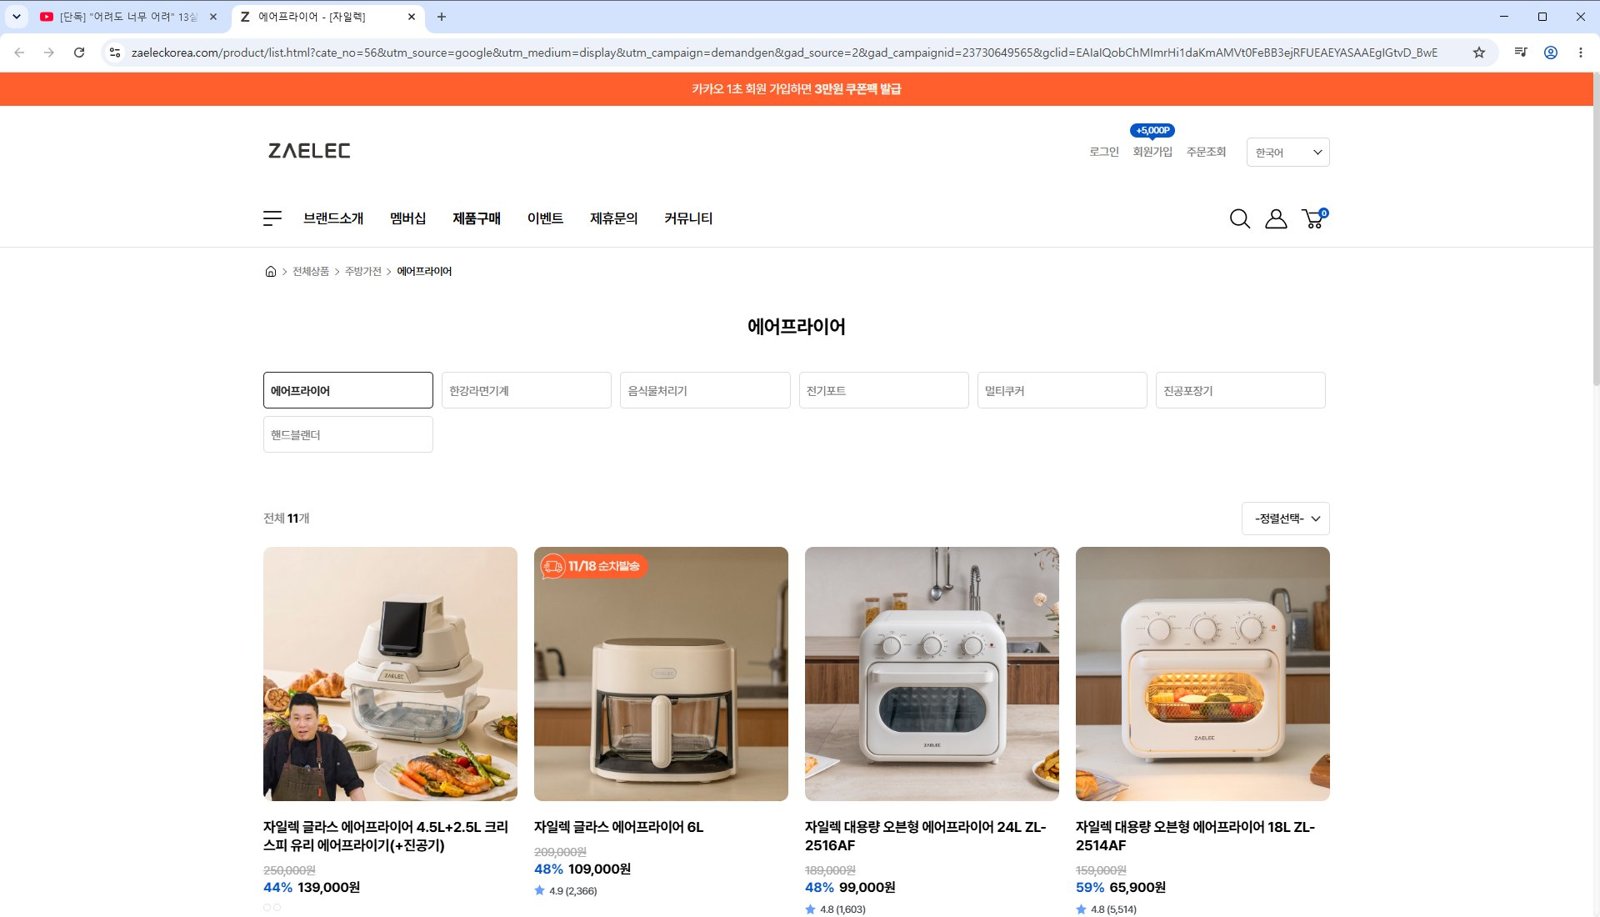 [단독] "어려도 너무 어려" 13살
에어프라이어 - [자일렉]
zaeleckorea.com/product/list.html?cate_no=56&utm_source=google&utm_medium=display&utm_campaign=demandgen&gad_source=2&gad_campaignid=23730649565&gclid=EAIaIQobChMImrHi1daKmAMVt0FeBB3ejRFUEAEYASAAEgIGtvD_BwE
카카오 1초 회원 가입하면 3만원 쿠폰팩 발급
ZAELEC
+5,000P
로그인 회원가입 주문조회 한국어
브랜드소개 멤버십 제품구매 이벤트 제휴문의 커뮤니티
0
> 전체상품 > 주방가전 > 에어프라이어
에어프라이어
에어프라이어 한강라면기계 음식물처리기 전기포트 멀티쿠커 진공포장기
핸드블랜더
전체 11개
-정렬선택-
11/18 순차발송
ZAELEC
ZAELEC
ZAELEC
ZAELEC
자일렉 글라스 에어프라이어 4.5L+2.5L 크리
스피 유리 에어프라이기(+진공기)
250,000원
44% 139,000원
자일렉 글라스 에어프라이어 6L
209,000원
48% 109,000원
4.9 (2,366)
자일렉 대용량 오븐형 에어프라이어 24L ZL-
2516AF
189,000원
48% 99,000원
4.8 (1,603)
자일렉 대용량 오븐형 에어프라이어 18L ZL-
2514AF
159,000원
59% 65,900원
4.8 (5,514)